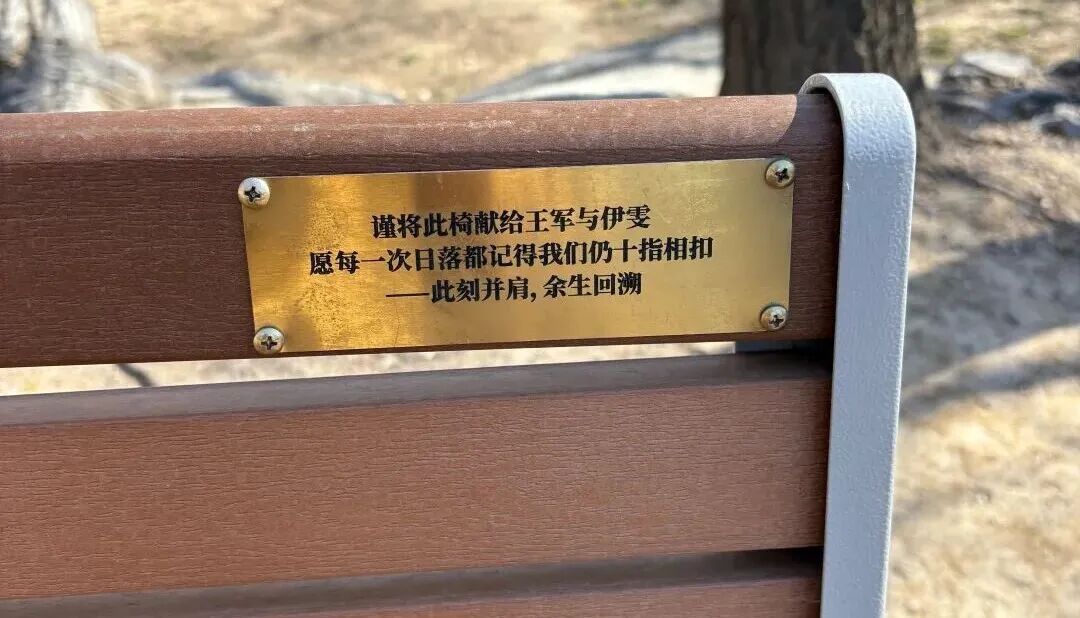 谨将此椅献给王军与伊雯
愿每一次日落都记得我们仍十指相扣
——此刻并肩,余生回溯